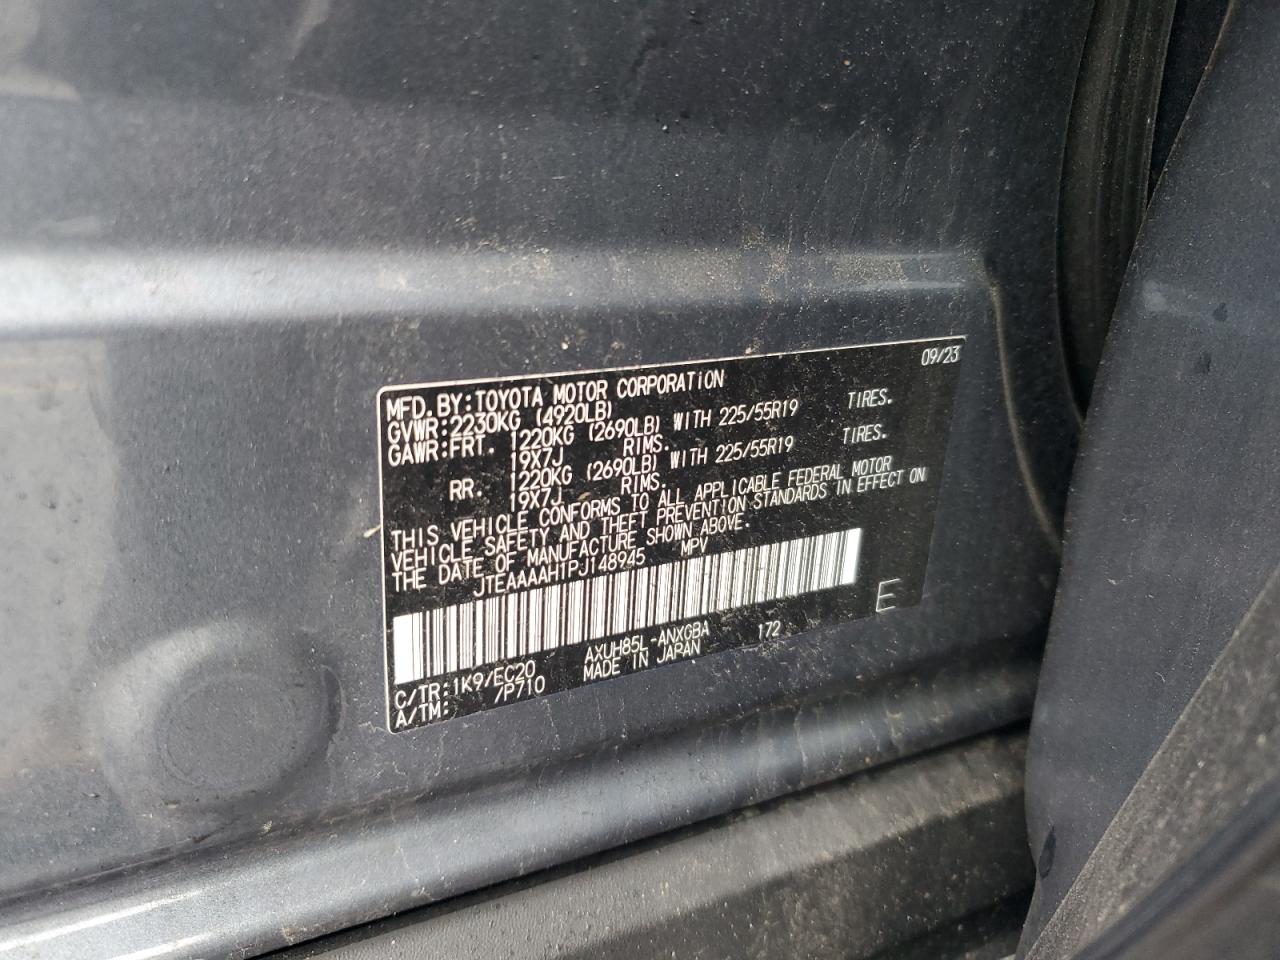 09/23
MFD.BY:TOYOTA MOTOR CORPORATION
GVWR:2230KG (4920LB)
GAWR:FRT. 1220KG (2690LB) WITH 225/55R19 TIRES.
19X7J RIMS.
RR. 1220KG (2690LB) WITH 225/55R19 TIRES.
19X7J RIMS.
THIS VEHICLE CONFORMS TO ALL APPLICABLE FEDERAL MOTOR
VEHICLE SAFETY AND THEFT PREVENTION STANDARDS IN EFFECT ON
THE DATE OF MANUFACTURE SHOWN ABOVE.
JTEAAAAH1PJ148945 MPV
E
C/TR:1K9/EC20 AXUH85L-ANXGBA 172
A/TM: /P710 MADE IN JAPAN